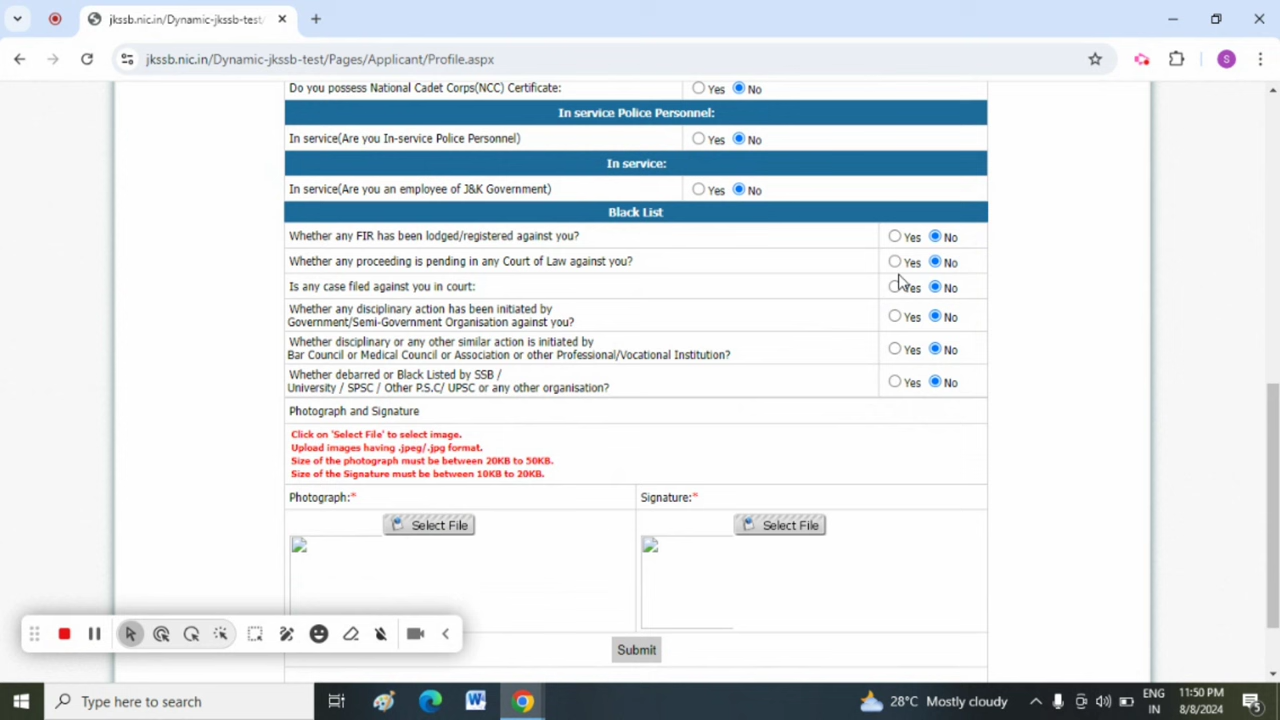 jkssb.nic.in/Dynamic-jkssb-test/
jkssb.nic.in/Dynamic-jkssb-test/Pages/Applicant/Profile.aspx
S
Do you possess National Cadet Corps(NCC) Certificate: Yes No
In service Police Personnel:
In service(Are you In-service Police Personnel) Yes No
In service:
In service(Are you an employee of J&K Government) Yes No
Black List
Whether any FIR has been lodged/registered against you? Yes No
Whether any proceeding is pending in any Court of Law against you? Yes No
Is any case filed against you in court: Yes No
Whether any disciplinary action has been initiated by
Government/Semi-Government Organisation against you? Yes No
Whether disciplinary or any other similar action is initiated by
Bar Council or Medical Council or Association or other Professional/Vocational Institution? Yes No
Whether debarred or Black Listed by SSB /
University / SPSC / Other P.S.C/ UPSC or any other organisation? Yes No
Photograph and Signature
Click on 'Select File' to select image.
Upload images having .jpeg/.jpg format.
Size of the photograph must be between 20KB to 50KB.
Size of the Signature must be between 10KB to 20KB.
Photograph:* Signature:*
Select File Select File
Submit
Type here to search
28°C Mostly cloudy
ENG
IN
11:50 PM
8/8/2024
5